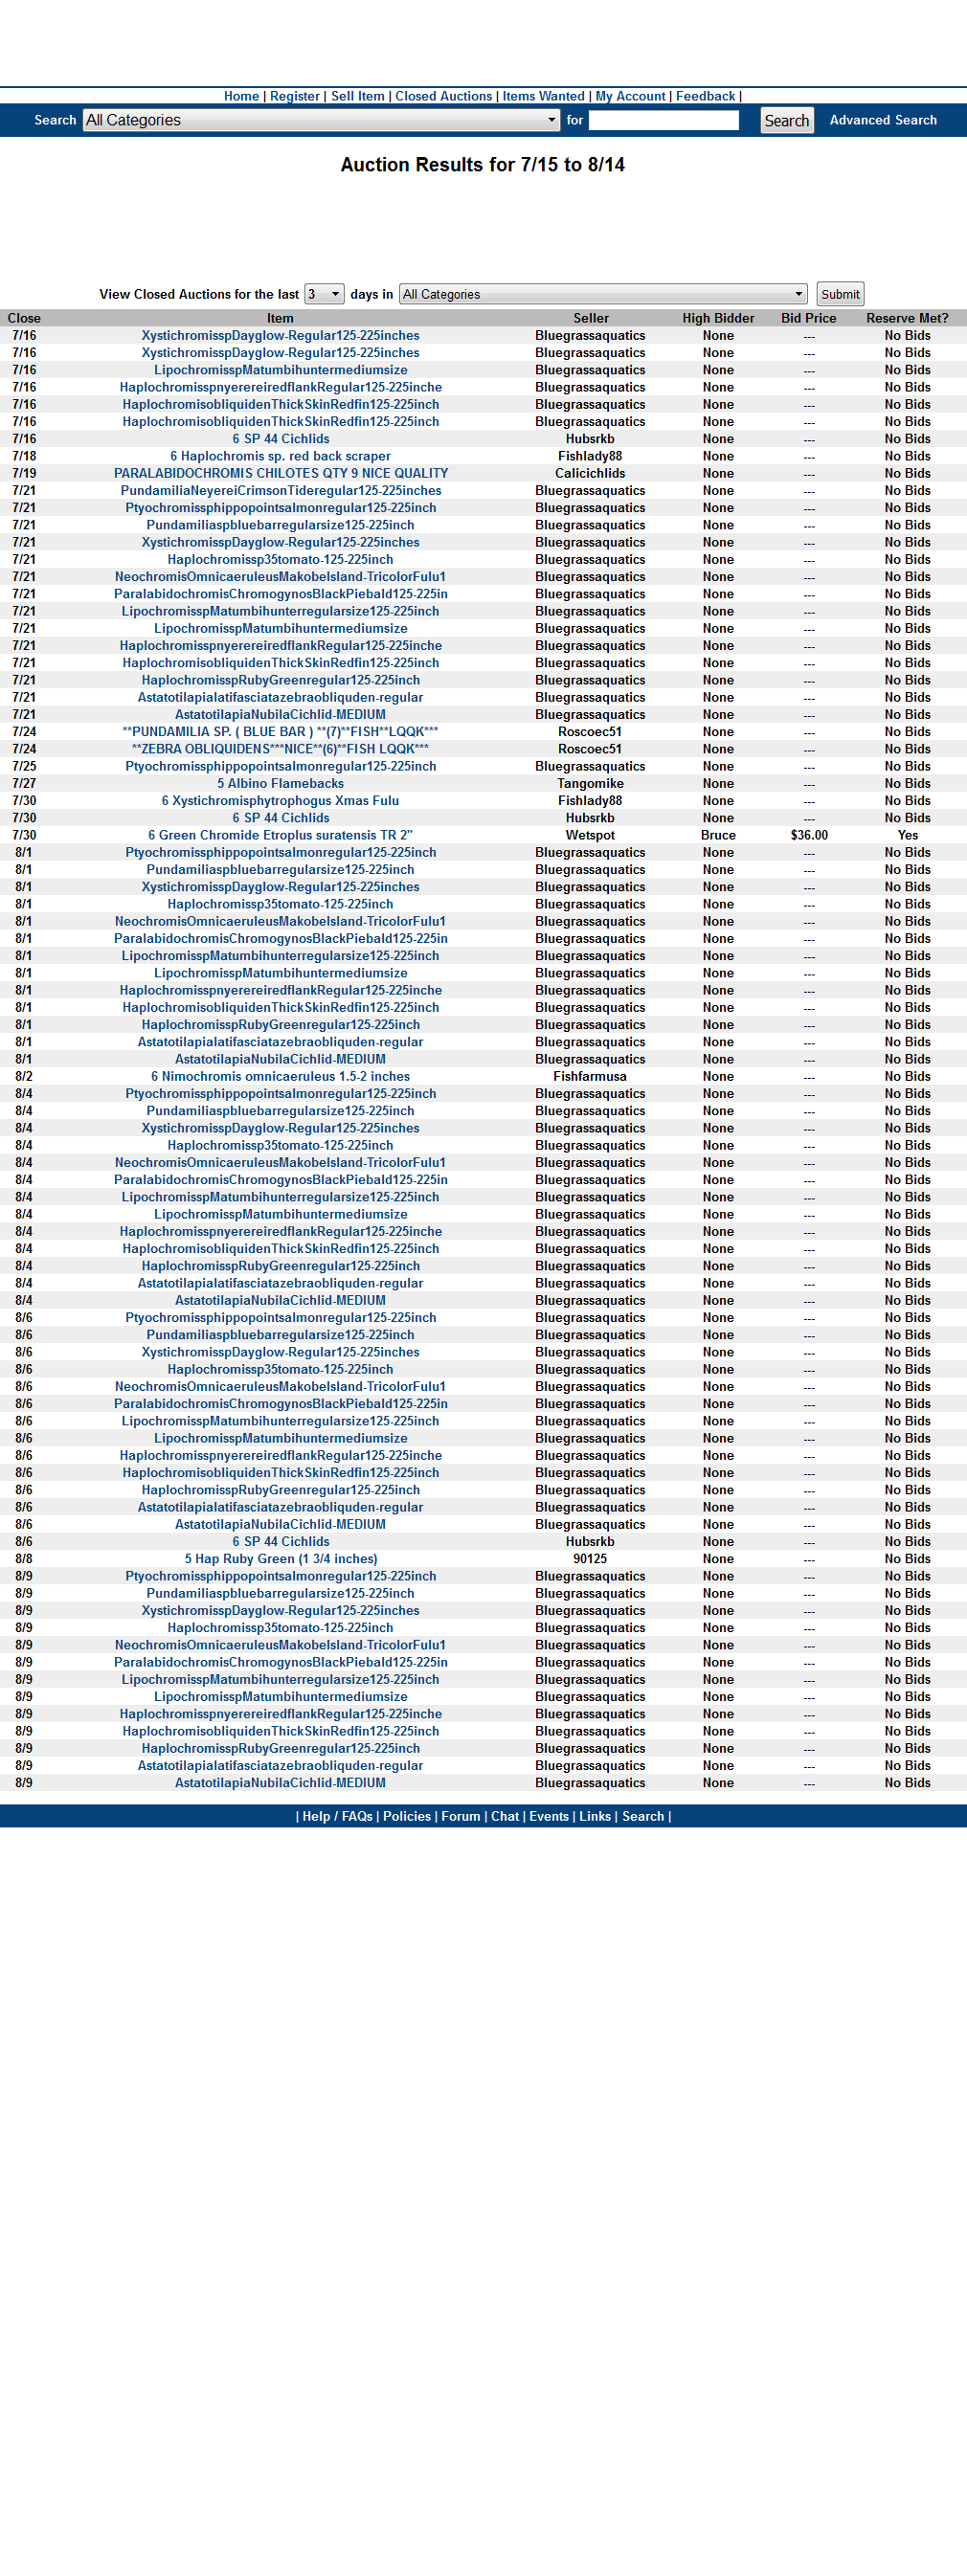 Home | Register | Sell Item | Closed Auctions | Items Wanted | My Account | Feedback |
Search All Categories for Search Advanced Search
Auction Results for 7/15 to 8/14
View Closed Auctions for the last 3 days in All Categories Submit
Close Item Seller High Bidder Bid Price Reserve Met?
7/16 XystichromisspDayglow-Regular125-225inches Bluegrassaquatics None --- No Bids
7/16 XystichromisspDayglow-Regular125-225inches Bluegrassaquatics None --- No Bids
7/16 LipochromisspMatumbihuntermediumsize Bluegrassaquatics None --- No Bids
7/16 HaplochromisspnyerereiredflankRegular125-225inche Bluegrassaquatics None --- No Bids
7/16 HaplochromisobliquidenThickSkinRedfin125-225inch Bluegrassaquatics None --- No Bids
7/16 HaplochromisobliquidenThickSkinRedfin125-225inch Bluegrassaquatics None --- No Bids
7/16 6 SP 44 Cichlids Hubsrkb None --- No Bids
7/18 6 Haplochromis sp. red back scraper Fishlady88 None --- No Bids
7/19 PARALABIDOCHROMIS CHILOTES QTY 9 NICE QUALITY Calicichlids None --- No Bids
7/21 PundamiliaNeyereiCrimsonTideregular125-225inches Bluegrassaquatics None --- No Bids
7/21 Ptyochromissphippopointsalmonregular125-225inch Bluegrassaquatics None --- No Bids
7/21 Pundamiliaspbluebarregularsize125-225inch Bluegrassaquatics None --- No Bids
7/21 XystichromisspDayglow-Regular125-225inches Bluegrassaquatics None --- No Bids
7/21 Haplochromissp35tomato-125-225inch Bluegrassaquatics None --- No Bids
7/21 NeochromisOmnicaeruleusMakobeIsland-TricolorFulu1 Bluegrassaquatics None --- No Bids
7/21 ParalabidochromisChromogynosBlackPiebald125-225in Bluegrassaquatics None --- No Bids
7/21 LipochromisspMatumbihunterregularsize125-225inch Bluegrassaquatics None --- No Bids
7/21 LipochromisspMatumbihuntermediumsize Bluegrassaquatics None --- No Bids
7/21 HaplochromisspnyerereiredflankRegular125-225inche Bluegrassaquatics None --- No Bids
7/21 HaplochromisobliquidenThickSkinRedfin125-225inch Bluegrassaquatics None --- No Bids
7/21 HaplochromisspRubyGreenregular125-225inch Bluegrassaquatics None --- No Bids
7/21 Astatotilapialatifasciatazebraobliquden-regular Bluegrassaquatics None --- No Bids
7/21 AstatotilapiaNubilaCichlid-MEDIUM Bluegrassaquatics None --- No Bids
7/24 **PUNDAMILIA SP. ( BLUE BAR ) **(7)**FISH**LQQK*** Roscoec51 None --- No Bids
7/24 **ZEBRA OBLIQUIDENS***NICE**(6)**FISH LQQK*** Roscoec51 None --- No Bids
7/25 Ptyochromissphippopointsalmonregular125-225inch Bluegrassaquatics None --- No Bids
7/27 5 Albino Flamebacks Tangomike None --- No Bids
7/30 6 Xystichromisphytrophogus Xmas Fulu Fishlady88 None --- No Bids
7/30 6 SP 44 Cichlids Hubsrkb None --- No Bids
7/30 6 Green Chromide Etroplus suratensis TR 2" Wetspot Bruce $36.00 Yes
8/1 Ptyochromissphippopointsalmonregular125-225inch Bluegrassaquatics None --- No Bids
8/1 Pundamiliaspbluebarregularsize125-225inch Bluegrassaquatics None --- No Bids
8/1 XystichromisspDayglow-Regular125-225inches Bluegrassaquatics None --- No Bids
8/1 Haplochromissp35tomato-125-225inch Bluegrassaquatics None --- No Bids
8/1 NeochromisOmnicaeruleusMakobeIsland-TricolorFulu1 Bluegrassaquatics None --- No Bids
8/1 ParalabidochromisChromogynosBlackPiebald125-225in Bluegrassaquatics None --- No Bids
8/1 LipochromisspMatumbihunterregularsize125-225inch Bluegrassaquatics None --- No Bids
8/1 LipochromisspMatumbihuntermediumsize Bluegrassaquatics None --- No Bids
8/1 HaplochromisspnyerereiredflankRegular125-225inche Bluegrassaquatics None --- No Bids
8/1 HaplochromisobliquidenThickSkinRedfin125-225inch Bluegrassaquatics None --- No Bids
8/1 HaplochromisspRubyGreenregular125-225inch Bluegrassaquatics None --- No Bids
8/1 Astatotilapialatifasciatazebraobliquden-regular Bluegrassaquatics None --- No Bids
8/1 AstatotilapiaNubilaCichlid-MEDIUM Bluegrassaquatics None --- No Bids
8/2 6 Nimochromis omnicaeruleus 1.5-2 inches Fishfarmusa None --- No Bids
8/4 Ptyochromissphippopointsalmonregular125-225inch Bluegrassaquatics None --- No Bids
8/4 Pundamiliaspbluebarregularsize125-225inch Bluegrassaquatics None --- No Bids
8/4 XystichromisspDayglow-Regular125-225inches Bluegrassaquatics None --- No Bids
8/4 Haplochromissp35tomato-125-225inch Bluegrassaquatics None --- No Bids
8/4 NeochromisOmnicaeruleusMakobeIsland-TricolorFulu1 Bluegrassaquatics None --- No Bids
8/4 ParalabidochromisChromogynosBlackPiebald125-225in Bluegrassaquatics None --- No Bids
8/4 LipochromisspMatumbihunterregularsize125-225inch Bluegrassaquatics None --- No Bids
8/4 LipochromisspMatumbihuntermediumsize Bluegrassaquatics None --- No Bids
8/4 HaplochromisspnyerereiredflankRegular125-225inche Bluegrassaquatics None --- No Bids
8/4 HaplochromisobliquidenThickSkinRedfin125-225inch Bluegrassaquatics None --- No Bids
8/4 HaplochromisspRubyGreenregular125-225inch Bluegrassaquatics None --- No Bids
8/4 Astatotilapialatifasciatazebraobliquden-regular Bluegrassaquatics None --- No Bids
8/4 AstatotilapiaNubilaCichlid-MEDIUM Bluegrassaquatics None --- No Bids
8/6 Ptyochromissphippopointsalmonregular125-225inch Bluegrassaquatics None --- No Bids
8/6 Pundamiliaspbluebarregularsize125-225inch Bluegrassaquatics None --- No Bids
8/6 XystichromisspDayglow-Regular125-225inches Bluegrassaquatics None --- No Bids
8/6 Haplochromissp35tomato-125-225inch Bluegrassaquatics None --- No Bids
8/6 NeochromisOmnicaeruleusMakobeIsland-TricolorFulu1 Bluegrassaquatics None --- No Bids
8/6 ParalabidochromisChromogynosBlackPiebald125-225in Bluegrassaquatics None --- No Bids
8/6 LipochromisspMatumbihunterregularsize125-225inch Bluegrassaquatics None --- No Bids
8/6 LipochromisspMatumbihuntermediumsize Bluegrassaquatics None --- No Bids
8/6 HaplochromisspnyerereiredflankRegular125-225inche Bluegrassaquatics None --- No Bids
8/6 HaplochromisobliquidenThickSkinRedfin125-225inch Bluegrassaquatics None --- No Bids
8/6 HaplochromisspRubyGreenregular125-225inch Bluegrassaquatics None --- No Bids
8/6 Astatotilapialatifasciatazebraobliquden-regular Bluegrassaquatics None --- No Bids
8/6 AstatotilapiaNubilaCichlid-MEDIUM Bluegrassaquatics None --- No Bids
8/6 6 SP 44 Cichlids Hubsrkb None --- No Bids
8/8 5 Hap Ruby Green (1 3/4 inches) 90125 None --- No Bids
8/9 Ptyochromissphippopointsalmonregular125-225inch Bluegrassaquatics None --- No Bids
8/9 Pundamiliaspbluebarregularsize125-225inch Bluegrassaquatics None --- No Bids
8/9 XystichromisspDayglow-Regular125-225inches Bluegrassaquatics None --- No Bids
8/9 Haplochromissp35tomato-125-225inch Bluegrassaquatics None --- No Bids
8/9 NeochromisOmnicaeruleusMakobeIsland-TricolorFulu1 Bluegrassaquatics None --- No Bids
8/9 ParalabidochromisChromogynosBlackPiebald125-225in Bluegrassaquatics None --- No Bids
8/9 LipochromisspMatumbihunterregularsize125-225inch Bluegrassaquatics None --- No Bids
8/9 LipochromisspMatumbihuntermediumsize Bluegrassaquatics None --- No Bids
8/9 HaplochromisspnyerereiredflankRegular125-225inche Bluegrassaquatics None --- No Bids
8/9 HaplochromisobliquidenThickSkinRedfin125-225inch Bluegrassaquatics None --- No Bids
8/9 HaplochromisspRubyGreenregular125-225inch Bluegrassaquatics None --- No Bids
8/9 Astatotilapialatifasciatazebraobliquden-regular Bluegrassaquatics None --- No Bids
8/9 AstatotilapiaNubilaCichlid-MEDIUM Bluegrassaquatics None --- No Bids
| Help / FAQs | Policies | Forum | Chat | Events | Links | Search |